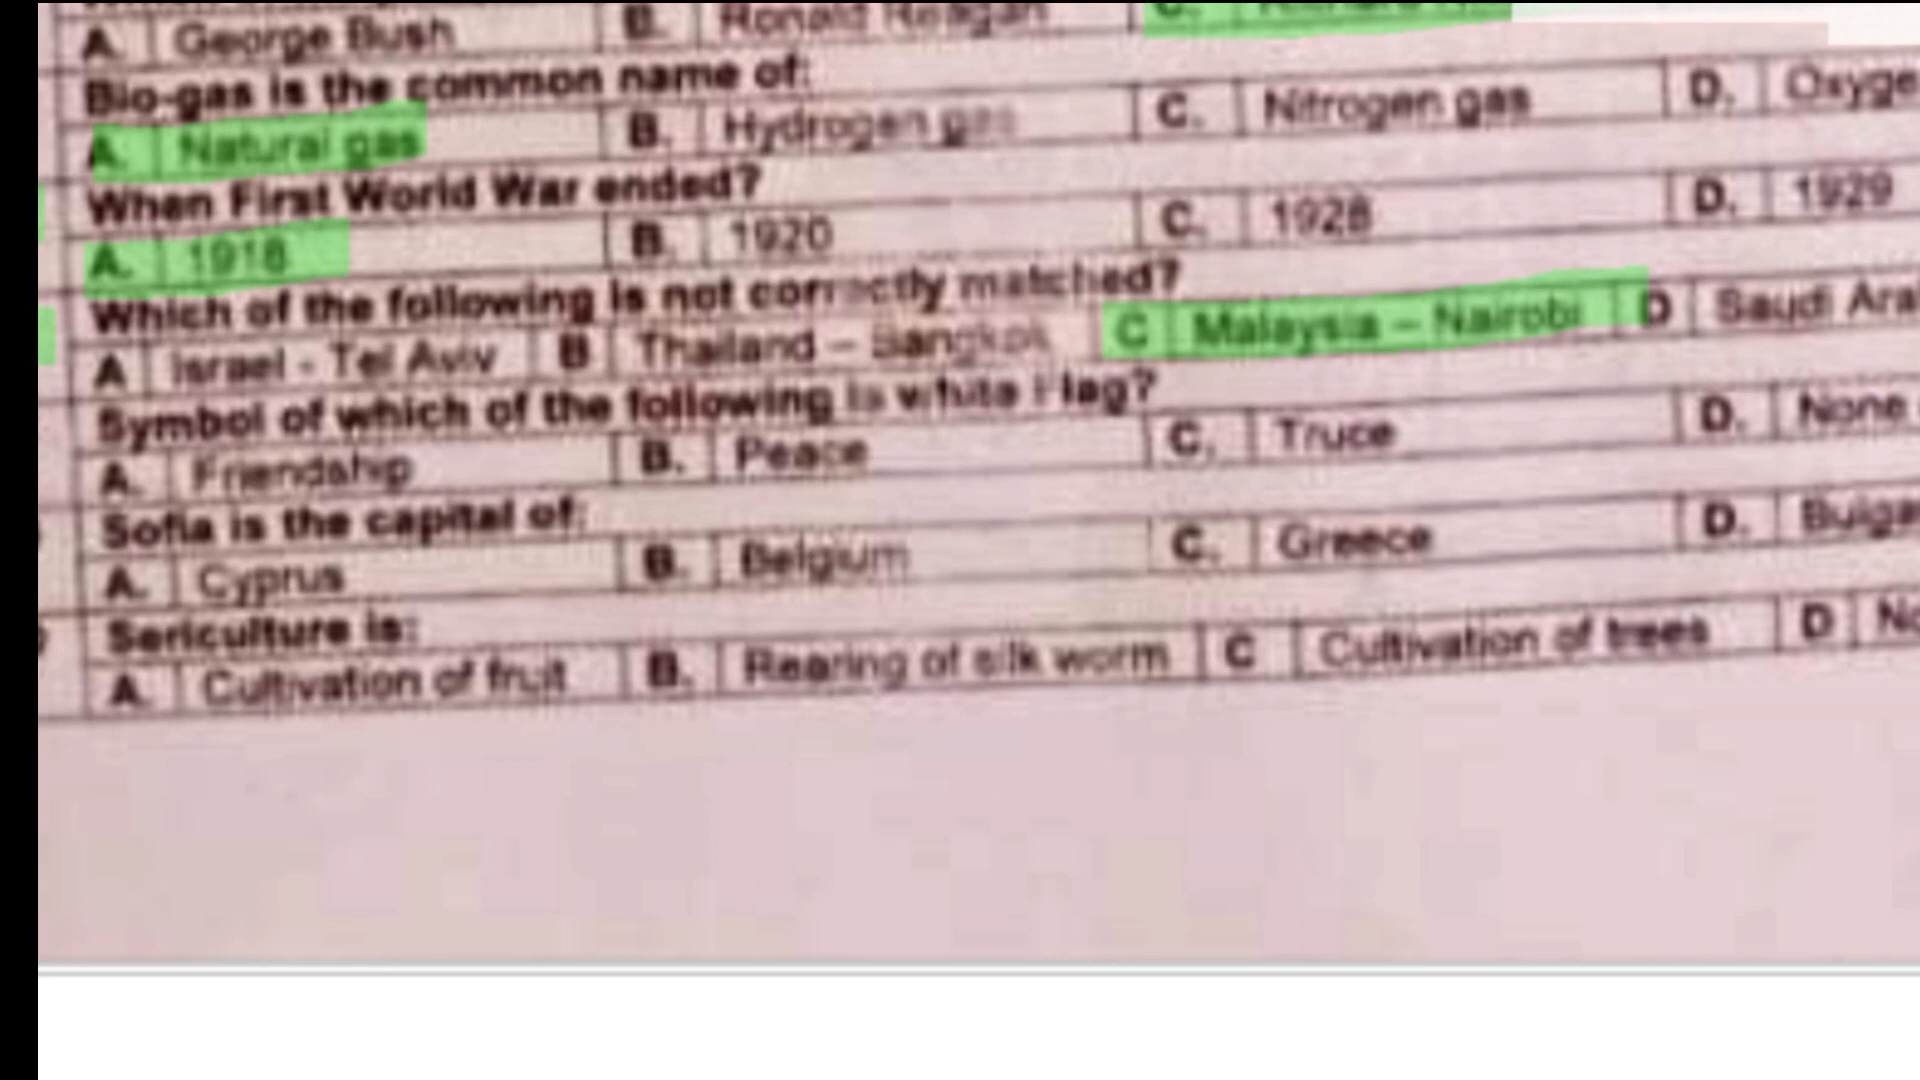 A. George Bush B. Ronald Reagan C.
Bio-gas is the common name of:
A. Natural gas B. Hydrogen gas C. Nitrogen gas D. Oxyge
When First World War ended?
A. 1918 B. 1920 C. 1928 D. 1929
Which of the following is not correctly matched?
A Israel - Tel Aviv B Thailand – Bangkok C Malaysia – Nairobi D Saudi Ara
Symbol of which of the following is white flag?
A. Friendship B. Peace C. Truce D. None
Sofia is the capital of:
A. Cyprus B. Belgium C. Greece D. Bulga
Sericulture is:
A. Cultivation of fruit B. Rearing of silk worm C Cultivation of trees D No